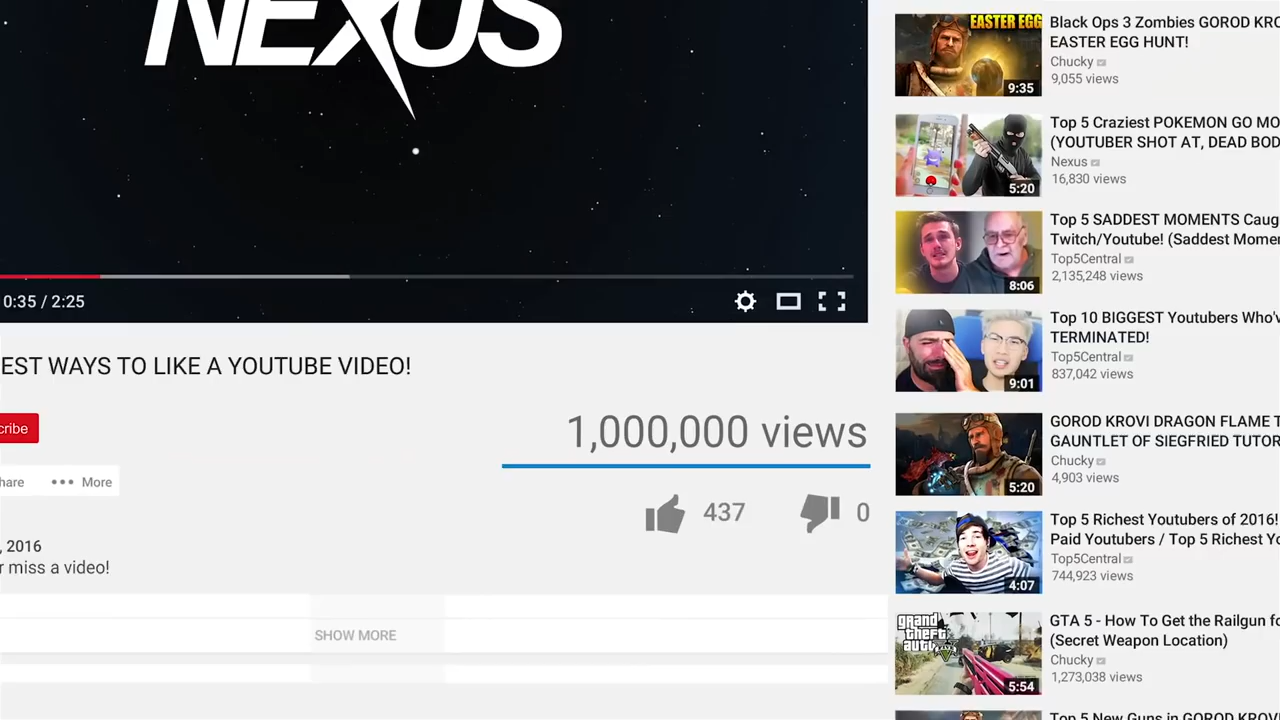 NEXUS
0:35 / 2:25
EST WAYS TO LIKE A YOUTUBE VIDEO!
cribe
1,000,000 views
hare
••• More
437
0
, 2016
r miss a video!
SHOW MORE
EASTER EGG
9:35
Black Ops 3 Zombies GOROD KRO
EASTER EGG HUNT!
Chucky
9,055 views
5:20
Top 5 Craziest POKEMON GO MO
(YOUTUBER SHOT AT, DEAD BOD
Nexus
16,830 views
8:06
Top 5 SADDEST MOMENTS Caug
Twitch/Youtube! (Saddest Mome
Top5Central
2,135,248 views
9:01
Top 10 BIGGEST Youtubers Who'v
TERMINATED!
Top5Central
837,042 views
5:20
GOROD KROVI DRAGON FLAME T
GAUNTLET OF SIEGFRIED TUTOR
Chucky
4,903 views
4:07
Top 5 Richest Youtubers of 2016!
Paid Youtubers / Top 5 Richest Yo
Top5Central
744,923 views
grand
theft
auto V
5:54
GTA 5 - How To Get the Railgun fo
(Secret Weapon Location)
Chucky
1,273,038 views
Top 5 New Guns in GOROD KROVI